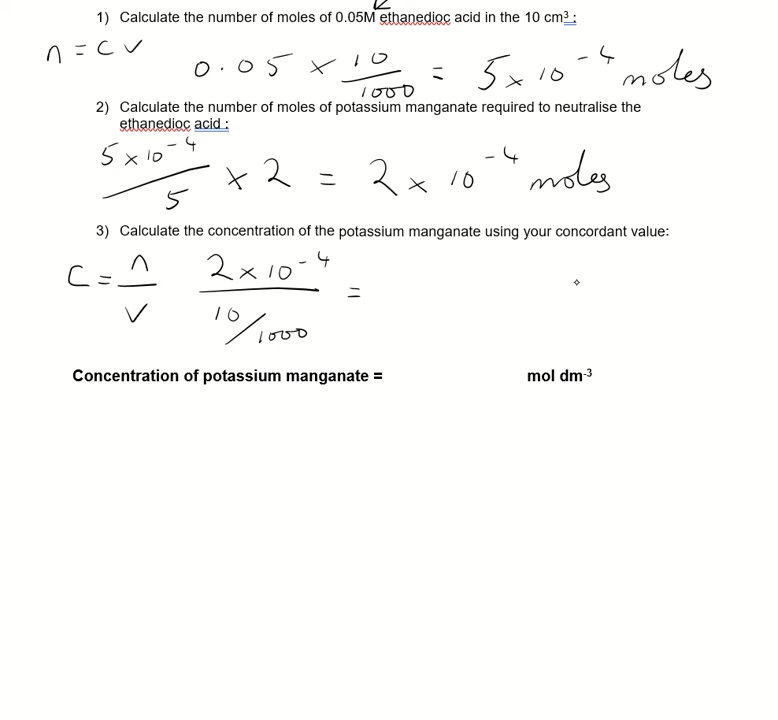 1) Calculate the number of moles of 0.05M ethanedioc acid in the 10 cm³ :
n = c v 0.05 × 10/1000 = 5 × 10⁻⁴ moles
2) Calculate the number of moles of potassium manganate required to neutralise the
ethanedioc acid :
5 × 10⁻⁴/5 × 2 = 2 × 10⁻⁴ moles
3) Calculate the concentration of the potassium manganate using your concordant value:
C = n/v 2 × 10⁻⁴/10/1000 =
Concentration of potassium manganate = mol dm⁻³